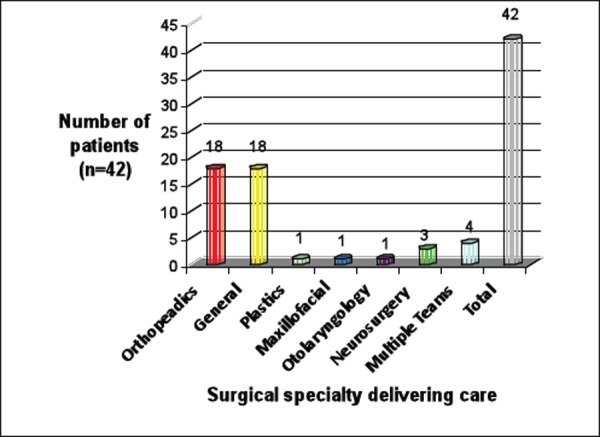 45
40
35
30
25
20
15
10
5
0
Number of
patients
(n=42)
18
18
1
1
1
3
4
42
Orthopeadics
General
Plastics
Maxillofacial
Otolaryngology
Neurosurgery
Multiple Teams
Total
Surgical specialty delivering care